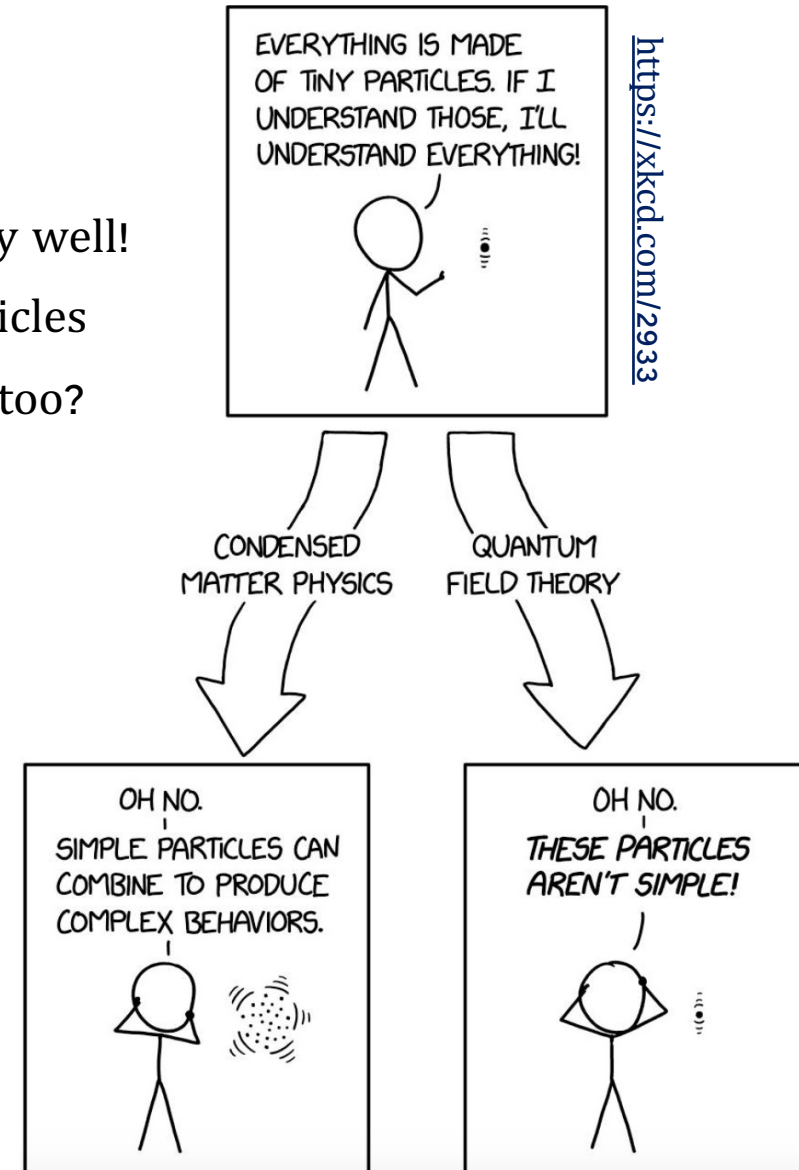 y well!
icles
too?
EVERYTHING IS MADE
OF TINY PARTICLES. IF I
UNDERSTAND THOSE, I'LL
UNDERSTAND EVERYTHING!
https://xkcd.com/2933
CONDENSED
MATTER PHYSICS
QUANTUM
FIELD THEORY
OH NO.
SIMPLE PARTICLES CAN
COMBINE TO PRODUCE
COMPLEX BEHAVIORS.
OH NO.
THESE PARTICLES
AREN'T SIMPLE!